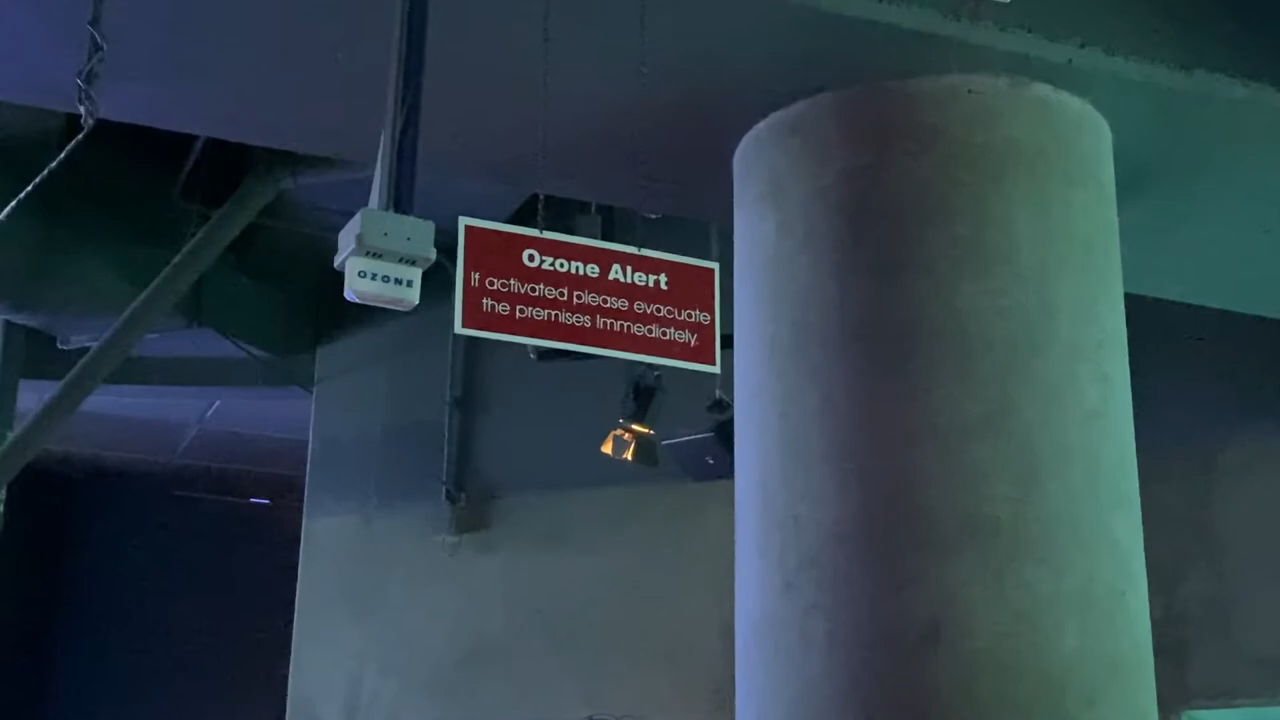 OZONE
Ozone Alert
If activated please evacuate
the premises Immediately.